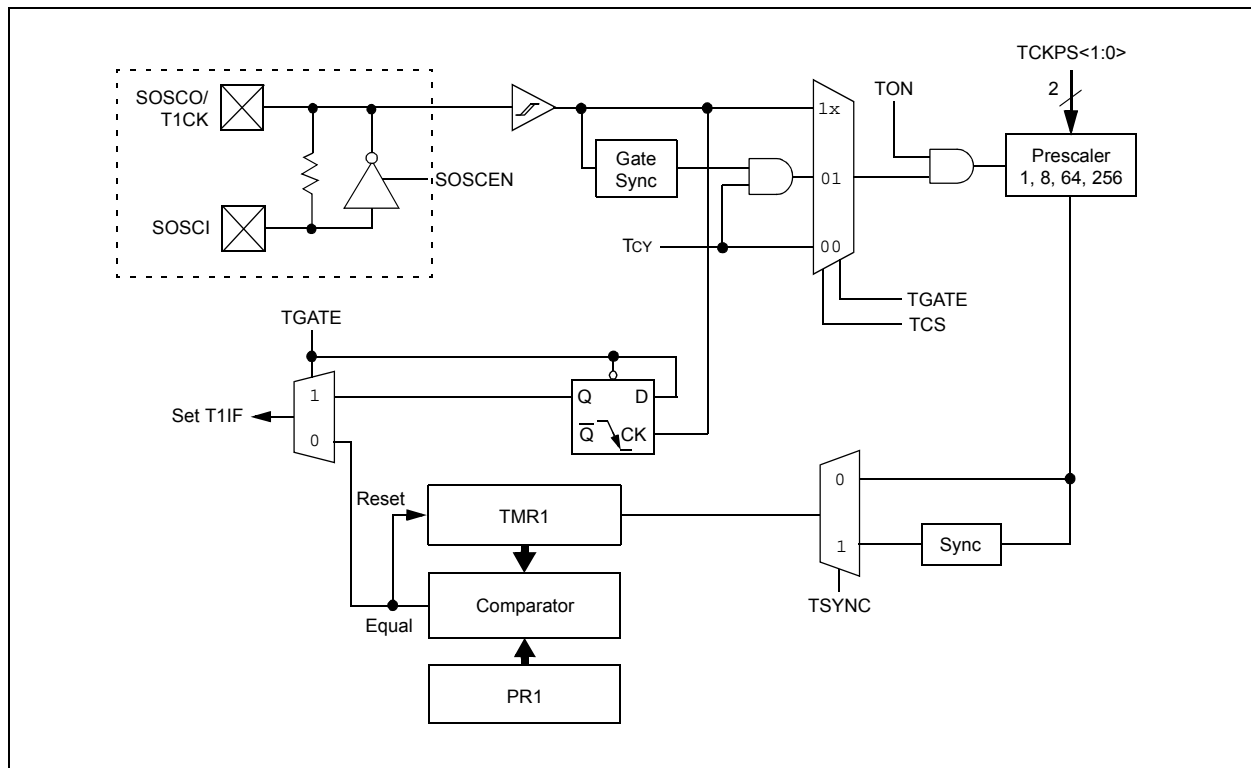 TCKPS<1:0>
2
SOSCO/
T1CK
TON
1x
Prescaler
1, 8, 64, 256
Gate
Sync
01
SOSCEN
SOSCI
TCY
00
TGATE
TCS
TGATE
1
Q
D
Set T1IF
Q
CK
0
Reset
TMR1
0
1
Sync
Comparator
TSYNC
Equal
PR1